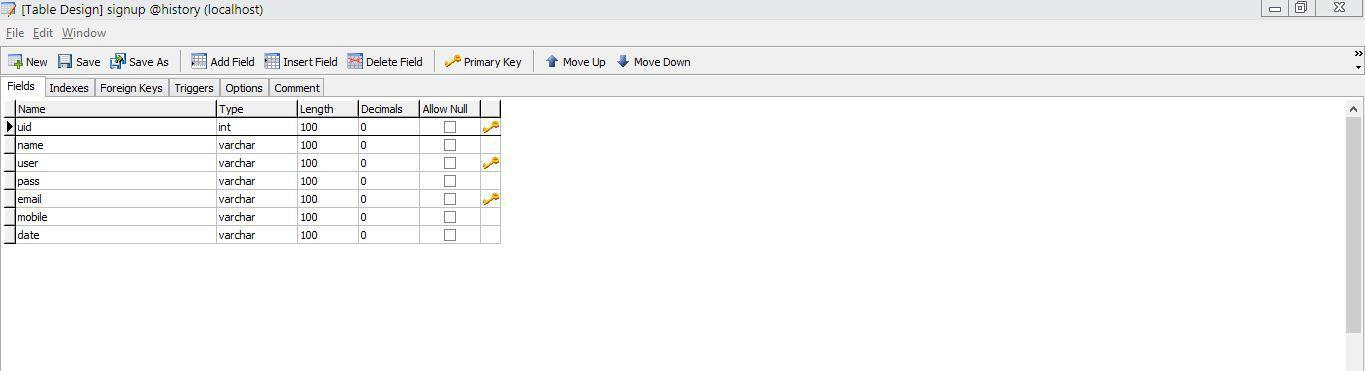 [Table Design] signup @history (localhost)
File Edit Window
New Save Save As Add Field Insert Field Delete Field Primary Key Move Up Move Down
Fields Indexes Foreign Keys Triggers Options Comment
Name Type Length Decimals Allow Null
uid int 100 0
name varchar 100 0
user varchar 100 0
pass varchar 100 0
email varchar 100 0
mobile varchar 100 0
date varchar 100 0